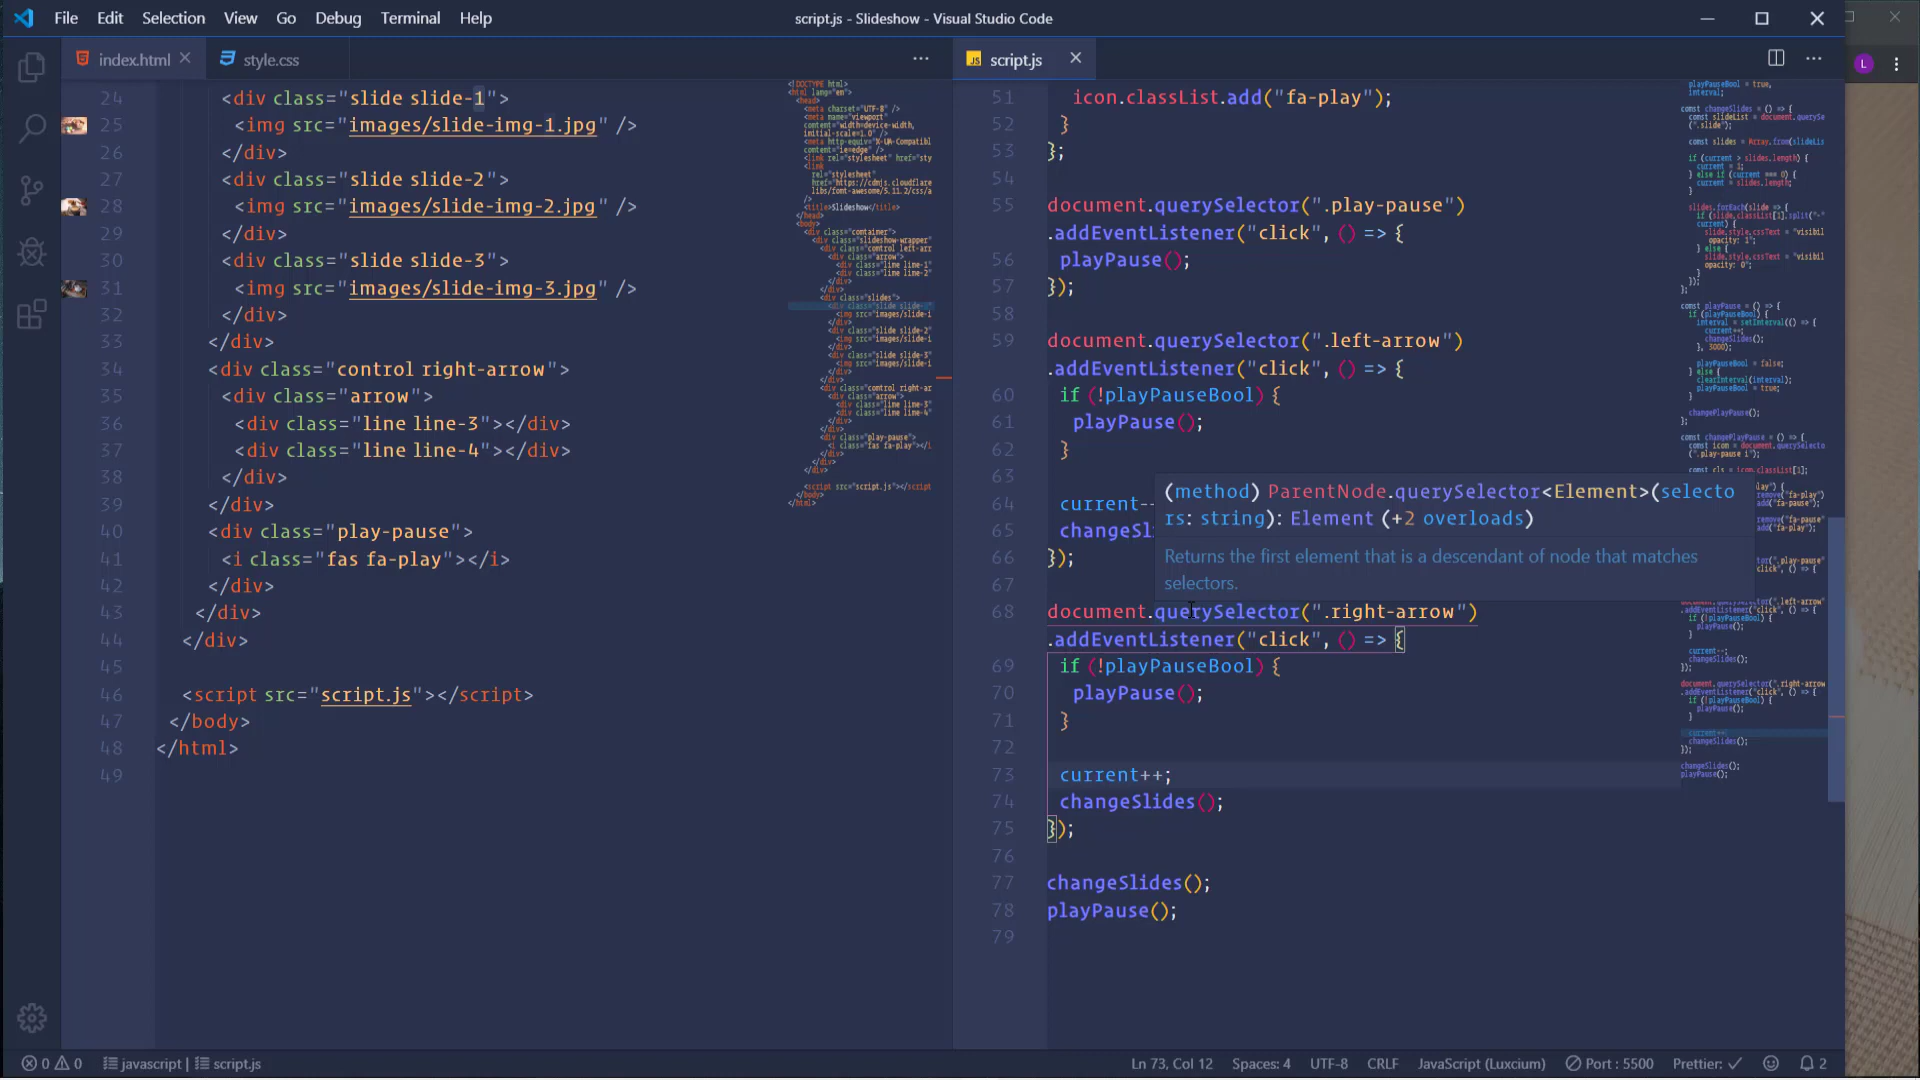 File Edit Selection View Go Debug Terminal Help
script.js - Slideshow - Visual Studio Code
index.html
style.css
24 <div class="slide slide-1">
25 <img src="images/slide-img-1.jpg" />
26 </div>
27 <div class="slide slide-2">
28 <img src="images/slide-img-2.jpg" />
29 </div>
30 <div class="slide slide-3">
31 <img src="images/slide-img-3.jpg" />
32 </div>
33 </div>
34 <div class="control right-arrow">
35 <div class="arrow">
36 <div class="line line-3"></div>
37 <div class="line line-4"></div>
38 </div>
39 </div>
40 <div class="play-pause">
41 <i class="fas fa-play"></i>
42 </div>
43 </div>
44 </div>
45
46 <script src="script.js"></script>
47 </body>
48 </html>
49
JS script.js
L
51 icon.classList.add("fa-play");
52 }
53 };
54
55 document.querySelector(".play-pause")
.addEventListener("click", () => {
56 playPause();
57 });
58
59 document.querySelector(".left-arrow")
.addEventListener("click", () => {
60 if (!playPauseBool) {
61 playPause();
62 }
63
64 current--
65 changeSl
66 });
67
(method) ParentNode.querySelector<Element>(selecto
rs: string): Element (+2 overloads)
Returns the first element that is a descendant of node that matches
selectors.
68 document.querySelector(".right-arrow")
.addEventListener("click", () => {
69 if (!playPauseBool) {
70 playPause();
71 }
72
73 current++;
74 changeSlides();
75 });
76
77 changeSlides();
78 playPause();
79
0 0 javascript | script.js
Ln 73, Col 12 Spaces: 4 UTF-8 CRLF JavaScript (Luxcium) Port : 5500 Prettier: ✓ 2